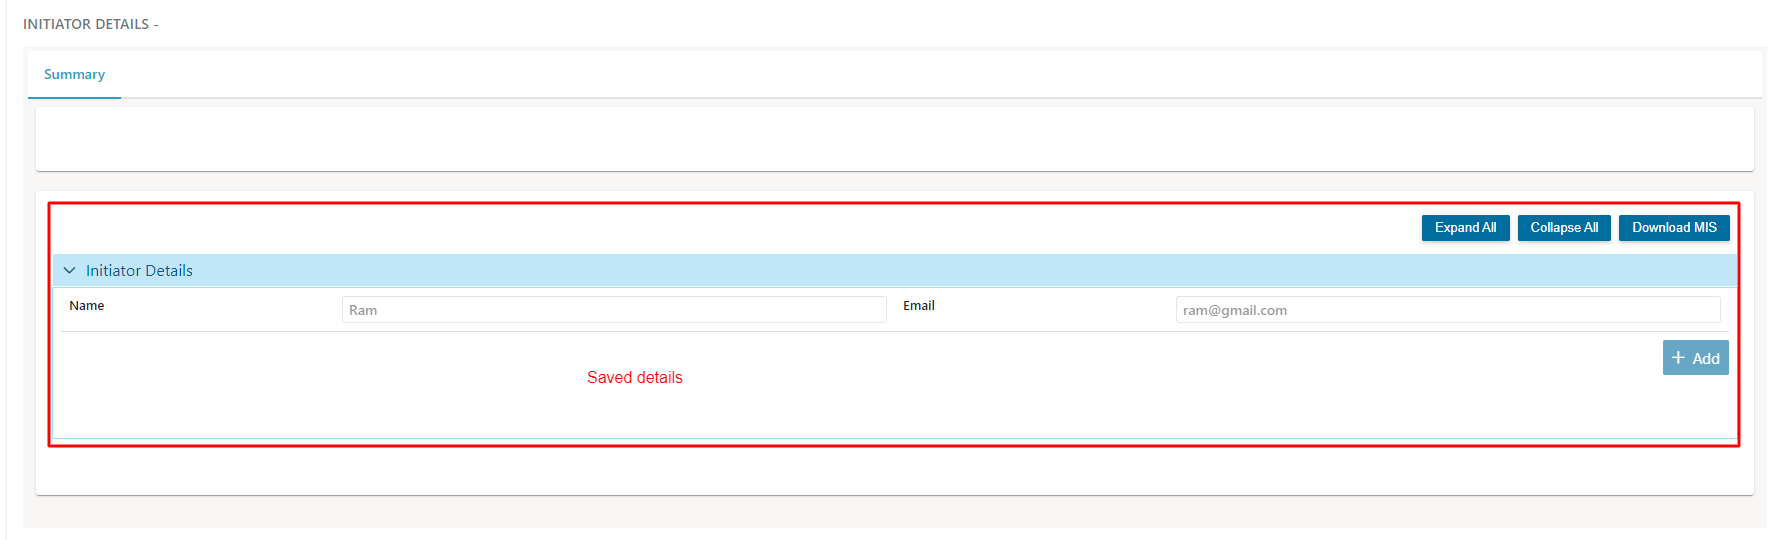 INITIATOR DETAILS -
Summary
Expand All Collapse All Download MIS
Initiator Details
Name Ram Email ram@gmail.com
+ Add
Saved details